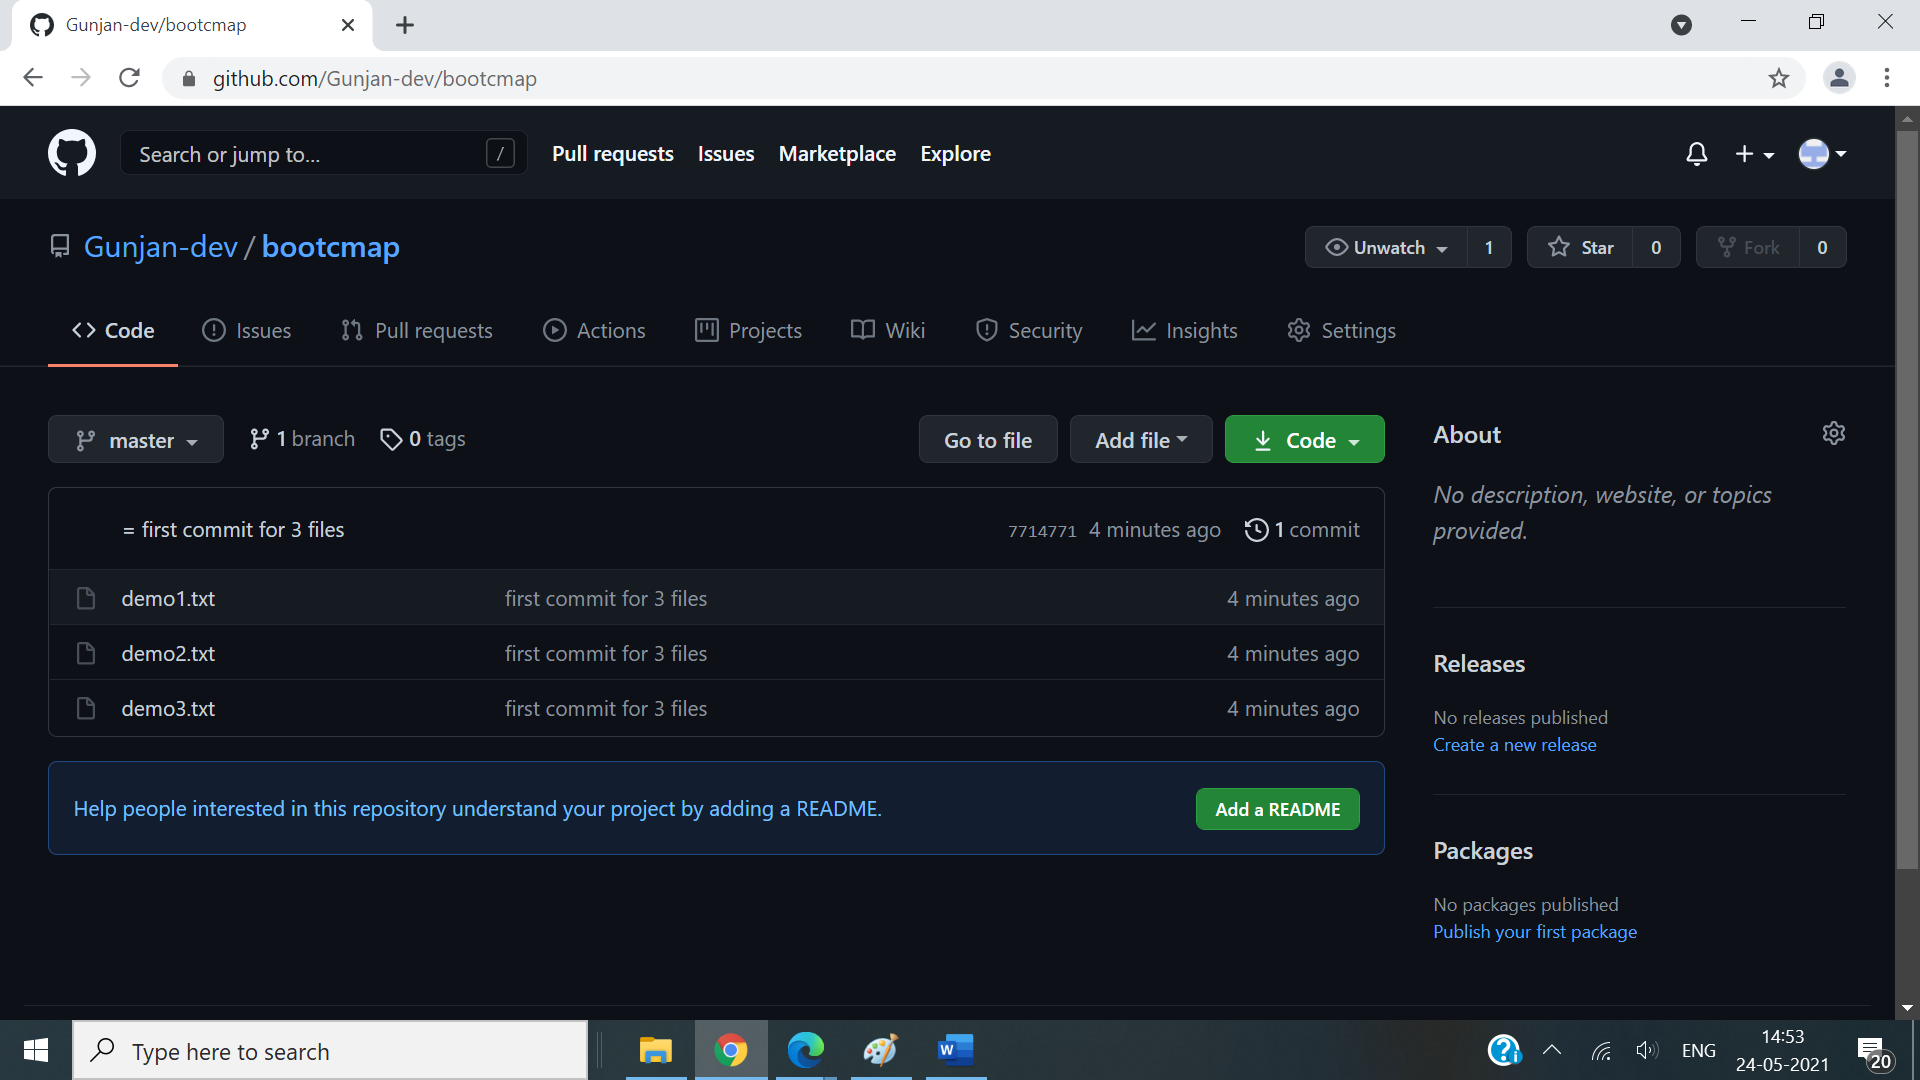 Gunjan-dev/bootcmap
github.com/Gunjan-dev/bootcmap
Search or jump to... / Pull requests Issues Marketplace Explore
Gunjan-dev / bootcmap
Unwatch 1 Star 0 Fork 0
Code Issues Pull requests Actions Projects Wiki Security Insights Settings
master 1 branch 0 tags Go to file Add file Code
= first commit for 3 files 7714771 4 minutes ago 1 commit
demo1.txt first commit for 3 files 4 minutes ago
demo2.txt first commit for 3 files 4 minutes ago
demo3.txt first commit for 3 files 4 minutes ago
Help people interested in this repository understand your project by adding a README. Add a README
About
No description, website, or topics
provided.
Releases
No releases published
Create a new release
Packages
No packages published
Publish your first package
Type here to search
W
ENG
14:53
24-05-2021
20